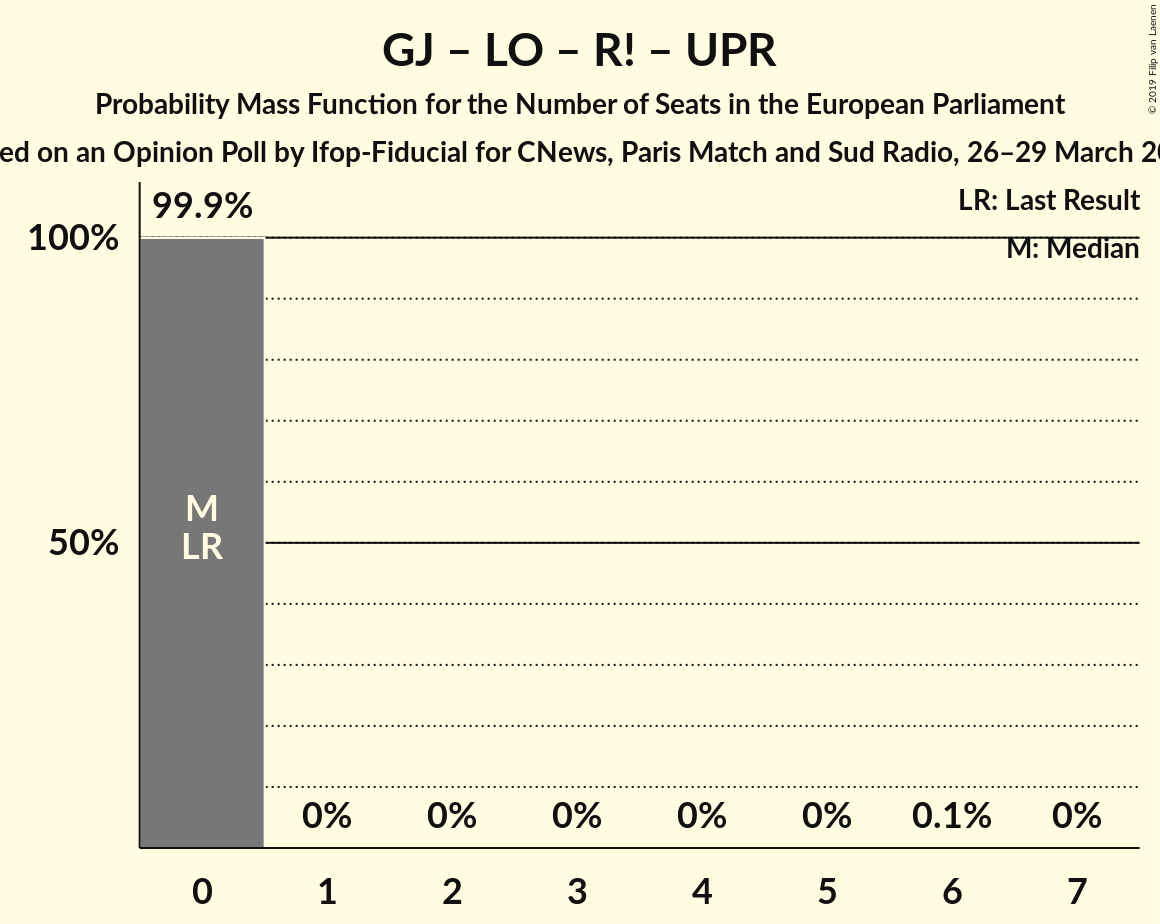 GJ – LO – R! – UPR
Probability Mass Function for the Number of Seats in the European Parliament
ed on an Opinion Poll by Ifop-Fiducial for CNews, Paris Match and Sud Radio, 26–29 March 20
© 2019 Filip van Laenen
LR: Last Result
M: Median
99.9%
100%
50%
M
LR
0% 0% 0% 0% 0% 0.1% 0%
0 1 2 3 4 5 6 7